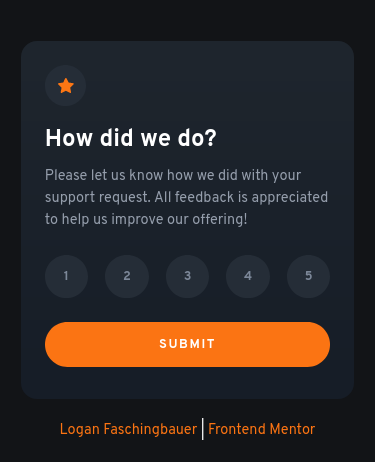 How did we do?
Please let us know how we did with your
support request. All feedback is appreciated
to help us improve our offering!
1 2 3 4 5
SUBMIT
Logan Faschingbauer | Frontend Mentor